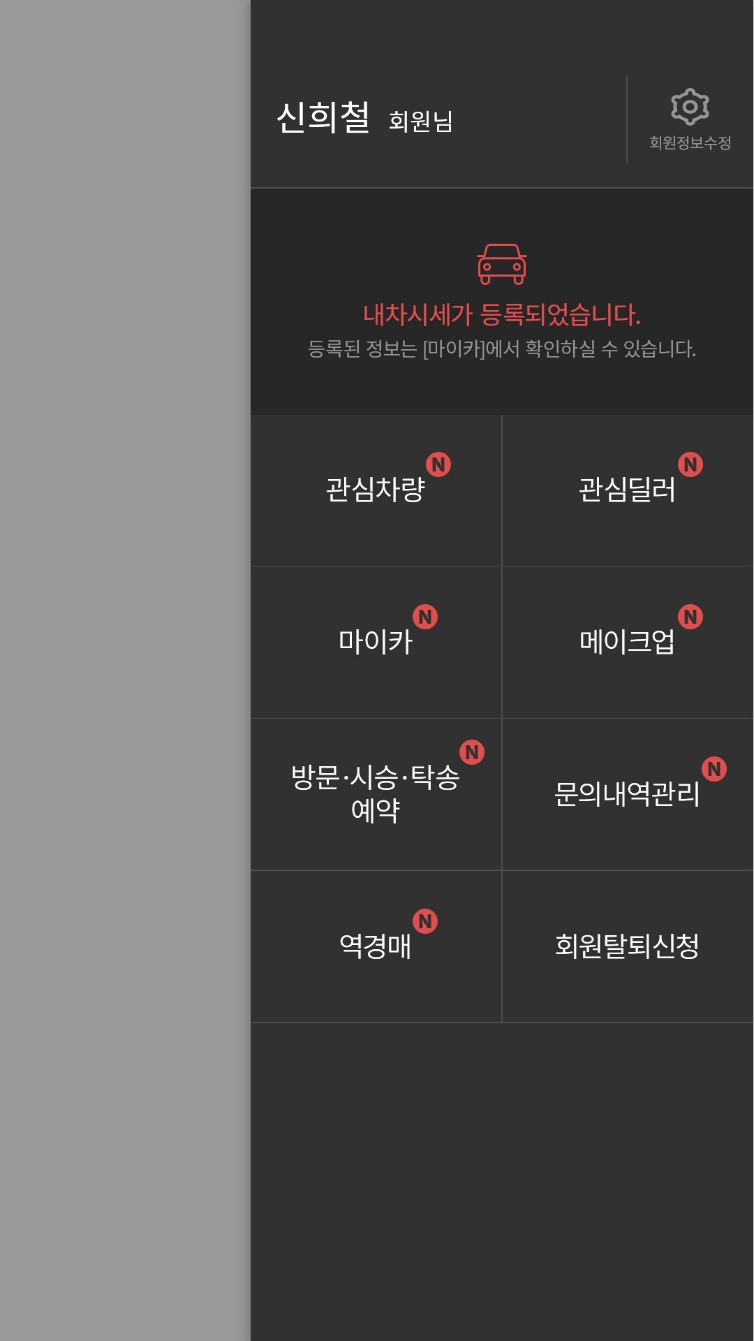 신희철 회원님
회원정보수정
내차시세가 등록되었습니다.
등록된 정보는 [마이카]에서 확인하실 수 있습니다.
관심차량 N
관심딜러 N
마이카 N
메이크업 N
방문·시승·탁송 N
예약
문의내역관리 N
역경매 N
회원탈퇴신청